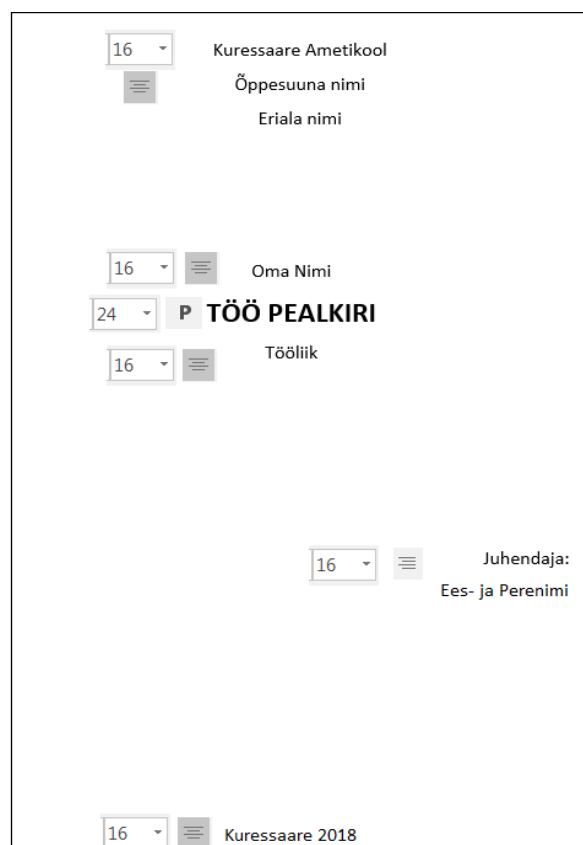 16 Kuressaare Ametikool
Õppesuuna nimi
Eriala nimi
16 Oma Nimi
24 P TÖÖ PEALKIRI
16 Tööliik
16 Juhendaja:
Ees- ja Perenimi
16 Kuressaare 2018